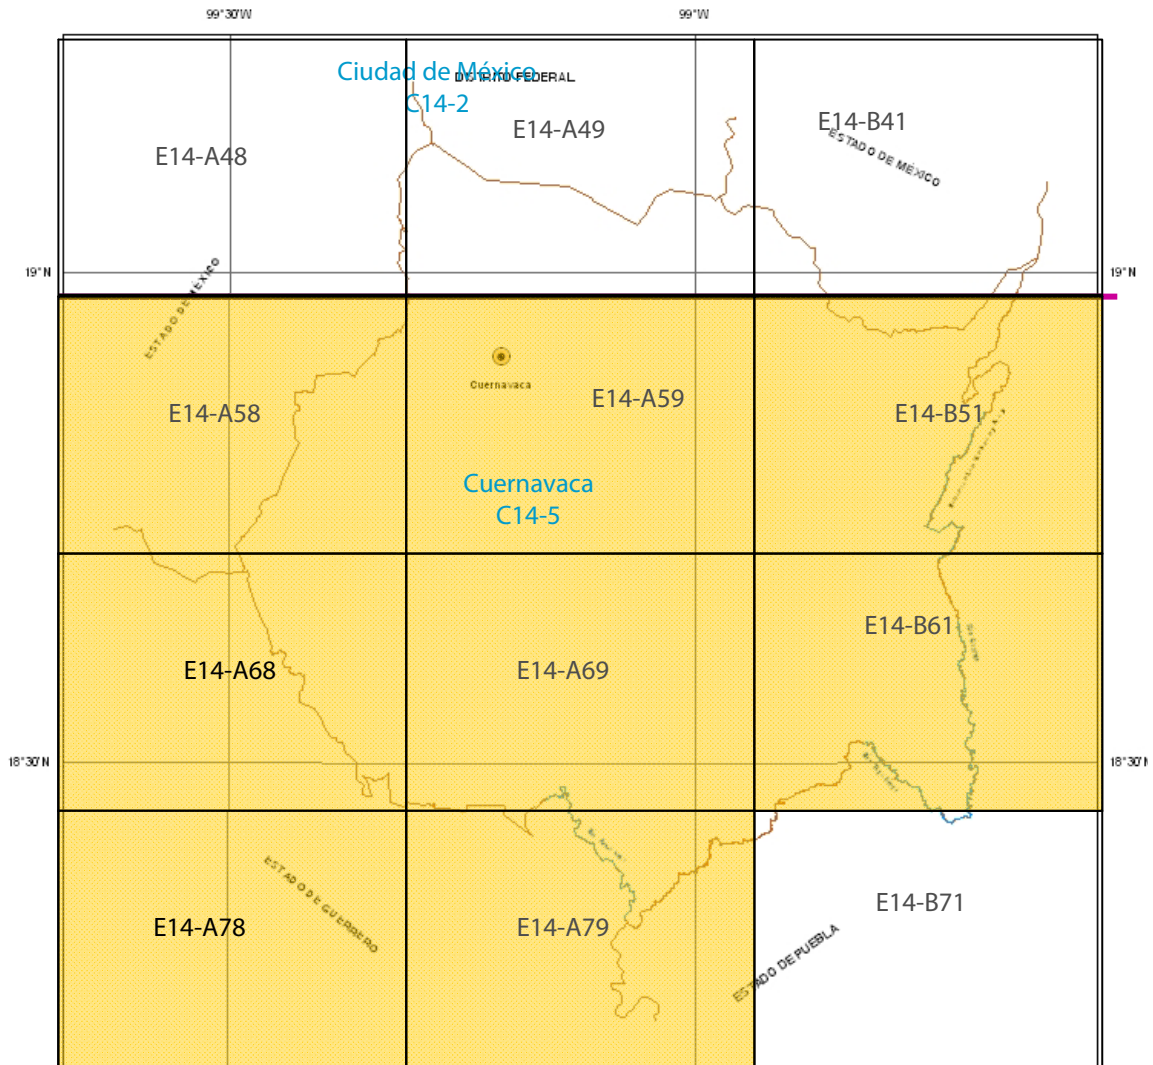 99°30'W
99°W
Ciudad de México
DISTRITO FEDERAL
C14-2
E14-A49
E14-B41
ESTADO DE MÉXICO
E14-A48
19°N
19°N
ESTADO DE MÉXICO
Cuernavaca
E14-A59
E14-A58
E14-B51
Cuernavaca
C14-5
E14-B61
E14-A68
E14-A69
18°30'N
18°30'N
ESTADO DE GUERRERO
E14-B71
E14-A78
E14-A79
ESTADO DE PUEBLA